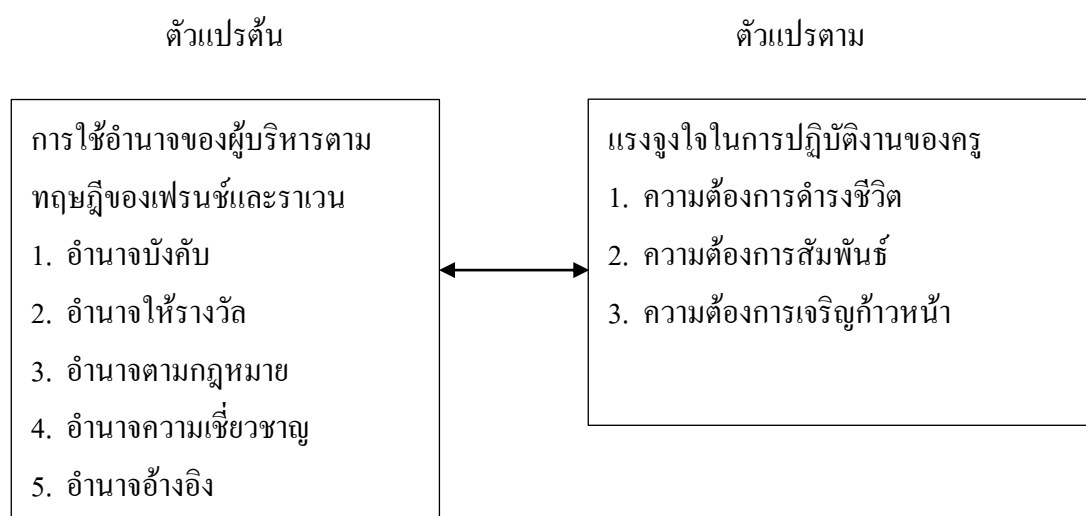 ตัวแปรต้น
ตัวแปรตาม
การใช้อำนาจของผู้บริหารตาม
ทฤษฎีของเฟรนช์และราเวน
1. อำนาจบังคับ
2. อำนาจให้รางวัล
3. อำนาจตามกฎหมาย
4. อำนาจความเชี่ยวชาญ
5. อำนาจอ้างอิง
แรงจูงใจในการปฏิบัติงานของครู
1. ความต้องการดำรงชีวิต
2. ความต้องการสัมพันธ์
3. ความต้องการเจริญก้าวหน้า